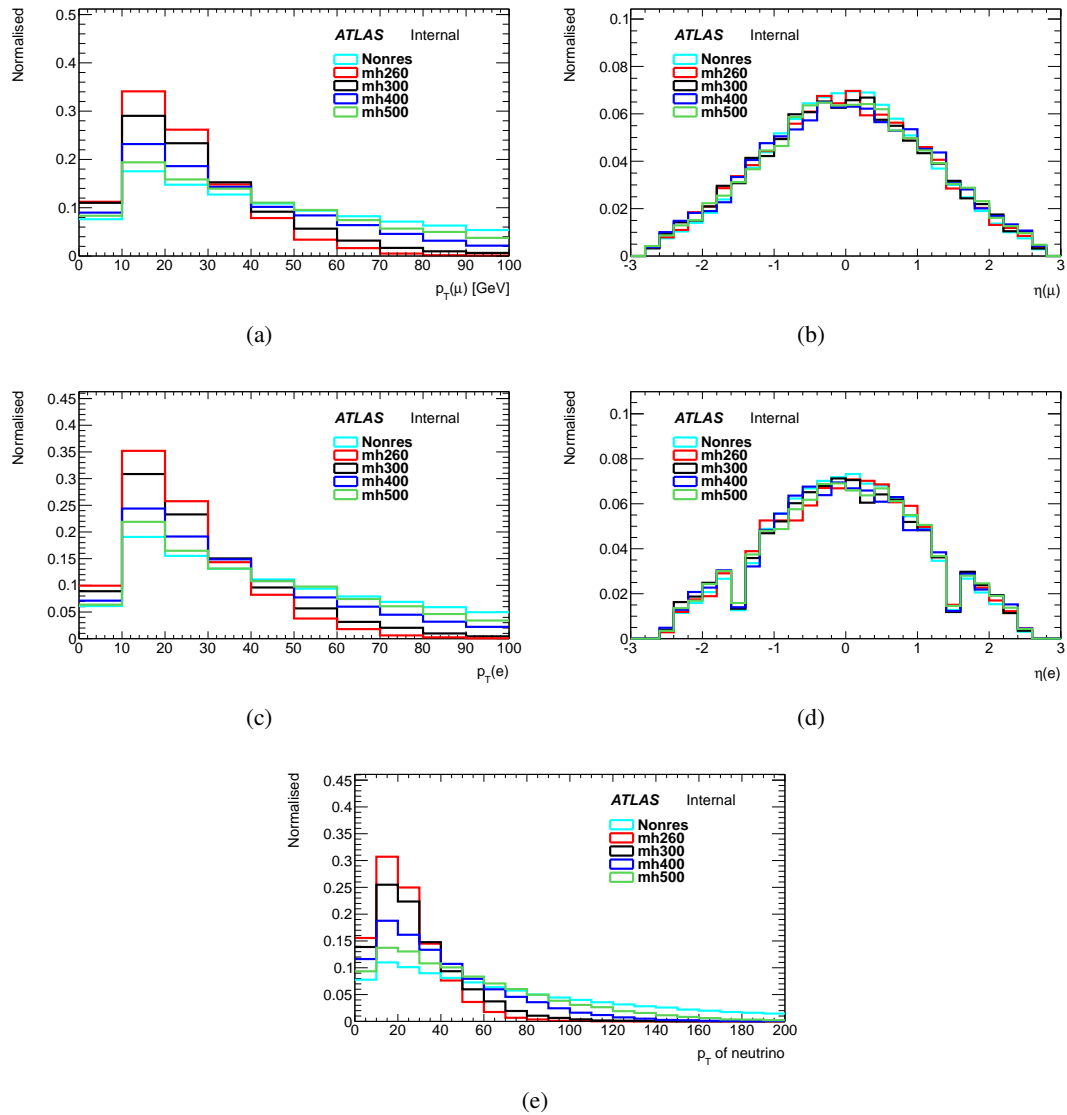 Normalised
0.5
0.4
0.3
0.2
0.1
0
0 10 20 30 40 50 60 70 80 90 100
p_T(μ) [GeV]
ATLAS Internal
Nonres
mh260
mh300
mh400
mh500
(a)
Normalised
0.1
0.08
0.06
0.04
0.02
0
-3 -2 -1 0 1 2 3
η(μ)
ATLAS Internal
Nonres
mh260
mh300
mh400
mh500
(b)
Normalised
0.45
0.4
0.35
0.3
0.25
0.2
0.15
0.1
0.05
0
0 10 20 30 40 50 60 70 80 90 100
p_T(e)
ATLAS Internal
Nonres
mh260
mh300
mh400
mh500
(c)
Normalised
0.1
0.08
0.06
0.04
0.02
0
-3 -2 -1 0 1 2 3
η(e)
ATLAS Internal
Nonres
mh260
mh300
mh400
mh500
(d)
Normalised
0.45
0.4
0.35
0.3
0.25
0.2
0.15
0.1
0.05
0
0 20 40 60 80 100 120 140 160 180 200
p_T of neutrino
ATLAS Internal
Nonres
mh260
mh300
mh400
mh500
(e)